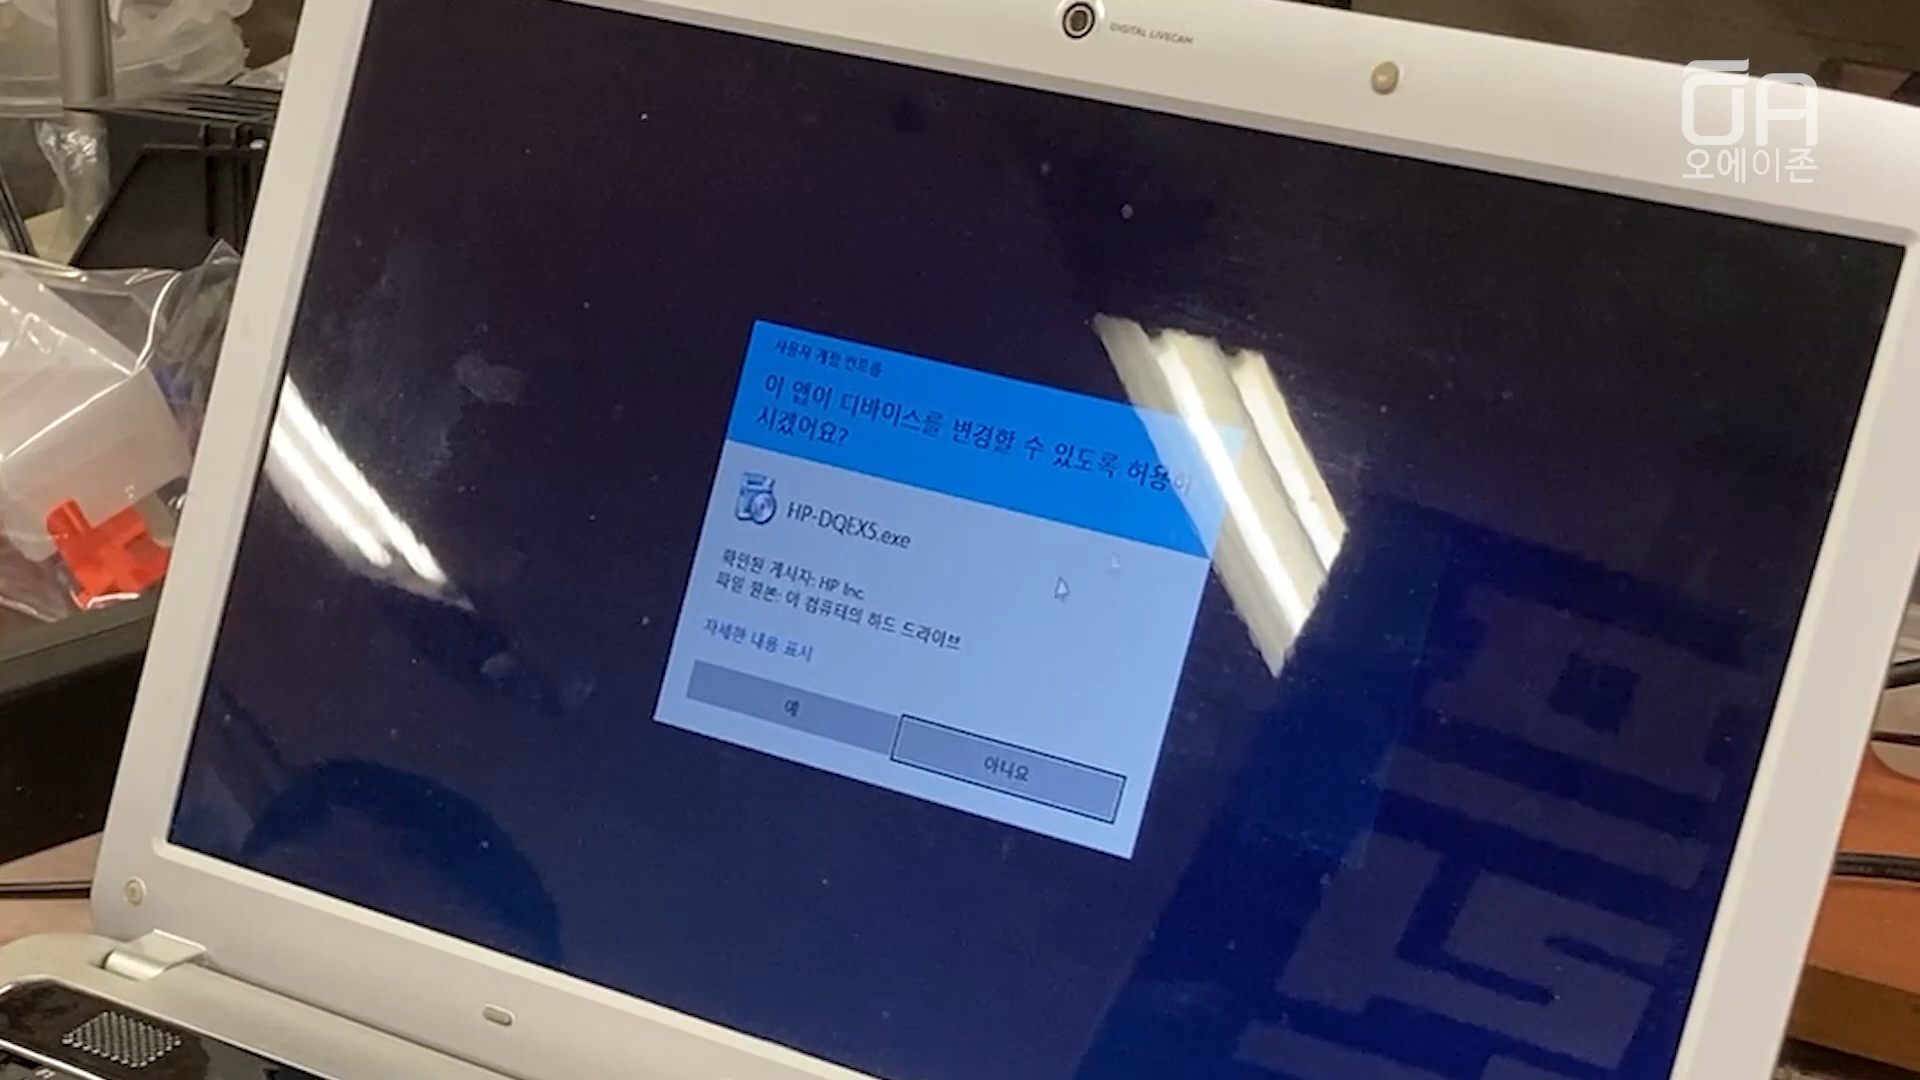 DIGITAL LIVECAM
OA
오에이존
사용자 계정 컨트롤
이 앱이 디바이스를 변경할 수 있도록 허용하
시겠어요?
HP-DQEX5.exe
확인된 게시자: HP Inc.
파일 원본: 이 컴퓨터의 하드 드라이브
자세한 내용 표시
예
아니요